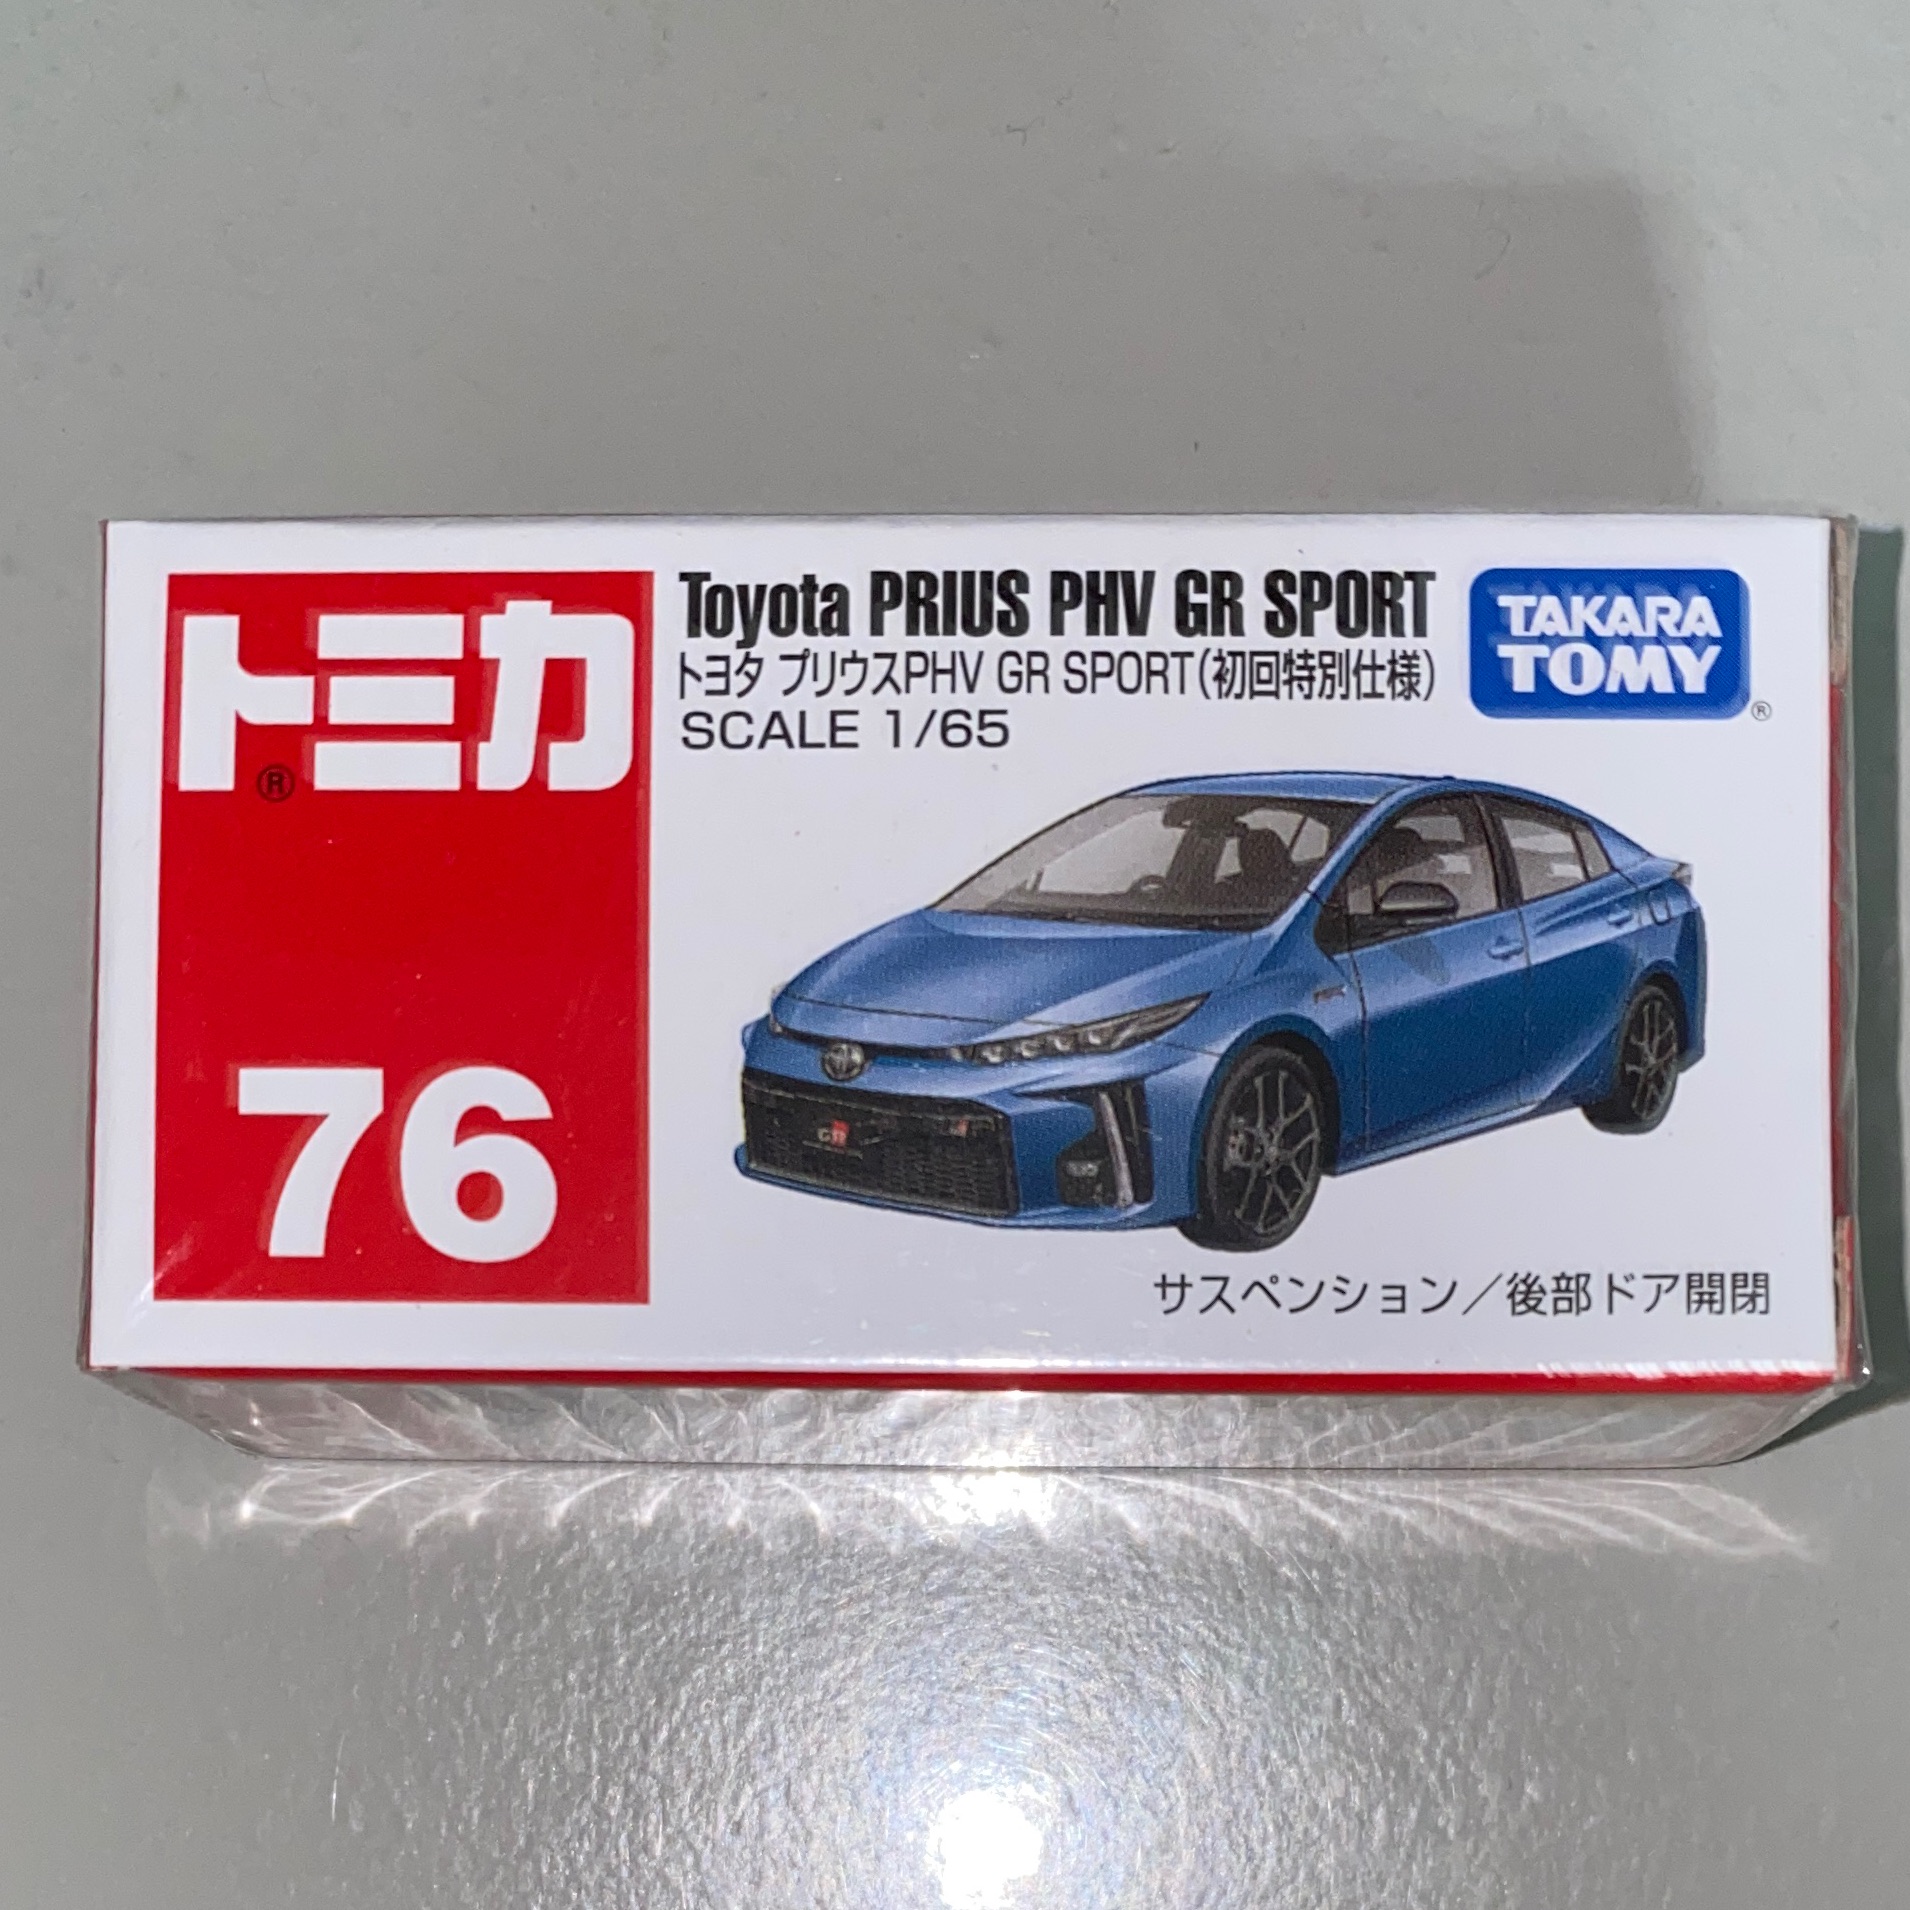 トミカ
®
76
Toyota PRIUS PHV GR SPORT
トヨタ プリウスPHV GR SPORT(初回特別仕様)
SCALE 1/65
TAKARA
TOMY
®
GR
サスペンション／後部ドア開閉